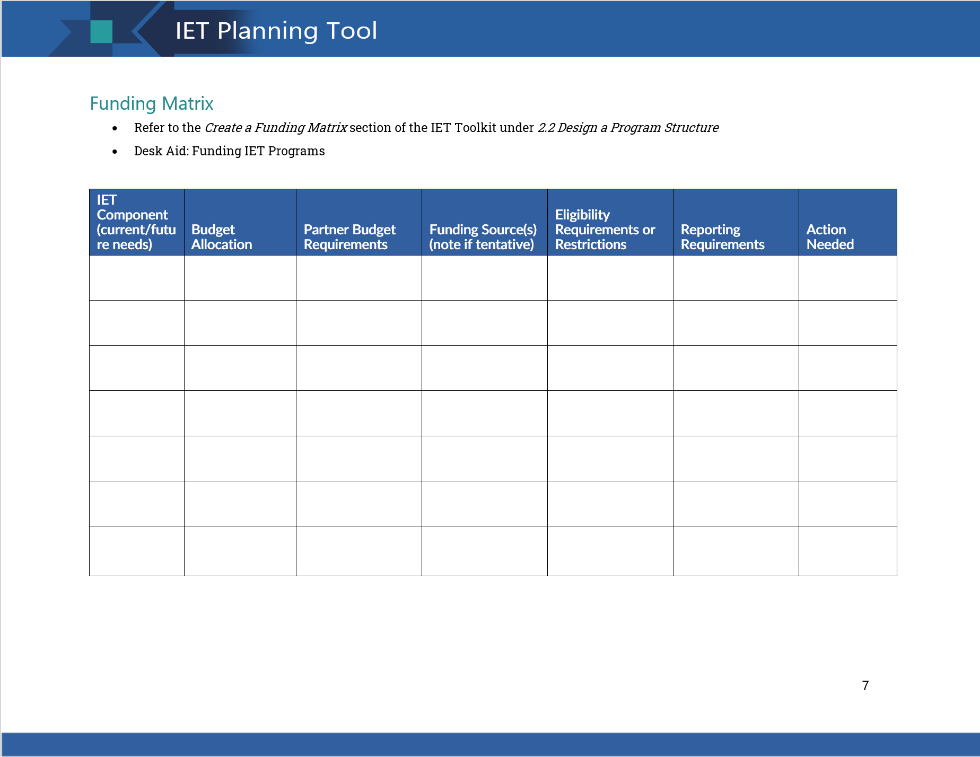 IET Planning Tool
Funding Matrix
• Refer to the Create a Funding Matrix section of the IET Toolkit under 2.2 Design a Program Structure
• Desk Aid: Funding IET Programs
IET
Component
(current/futu
re needs)
Budget
Allocation
Partner Budget
Requirements
Funding Source(s)
(note if tentative)
Eligibility
Requirements or
Restrictions
Reporting
Requirements
Action
Needed
7